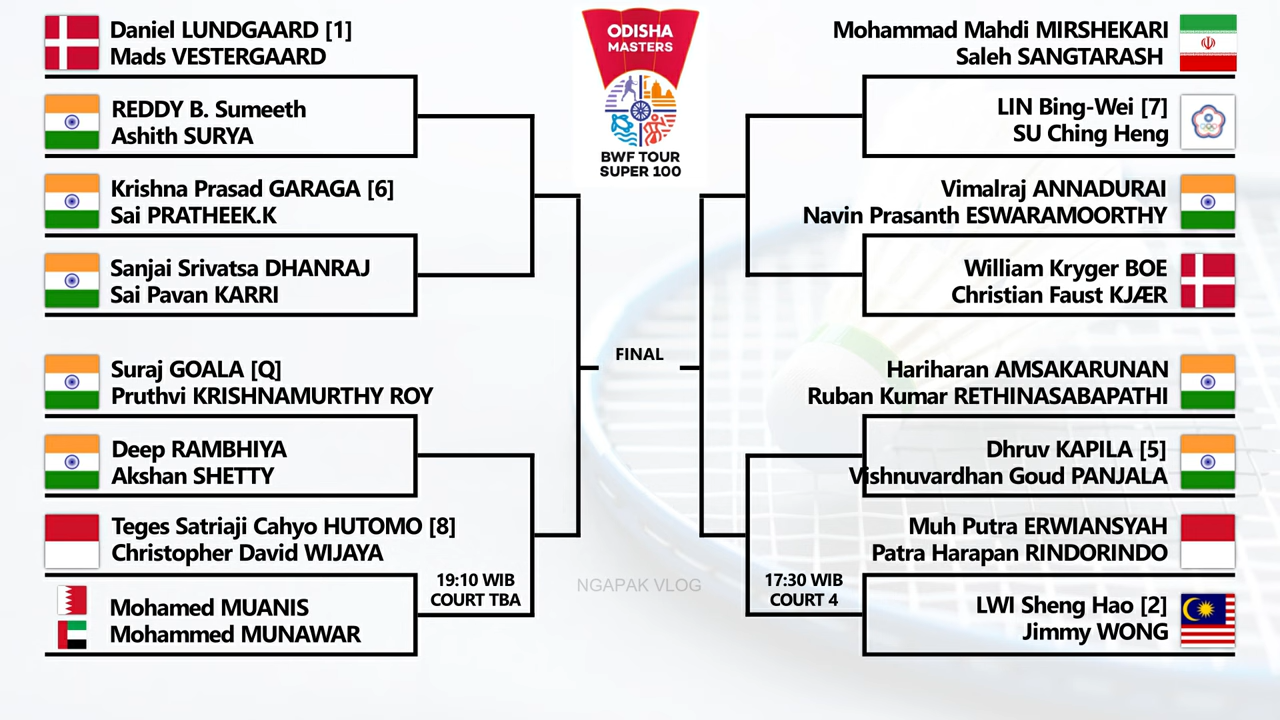 Daniel LUNDGAARD [1]
Mads VESTERGAARD
REDDY B. Sumeeth
Ashith SURYA
Krishna Prasad GARAGA [6]
Sai PRATHEEK.K
Sanjai Srivatsa DHANRAJ
Sai Pavan KARRI
Suraj GOALA [Q]
Pruthvi KRISHNAMURTHY ROY
Deep RAMBHIYA
Akshan SHETTY
Teges Satriaji Cahyo HUTOMO [8]
Christopher David WIJAYA
Mohamed MUANIS
Mohammed MUNAWAR
19:10 WIB
COURT TBA
ODISHA
MASTERS
BWF TOUR
SUPER 100
FINAL
NGAPAK VLOG
Mohammad Mahdi MIRSHEKARI
Saleh SANGTARASH
LIN Bing-Wei [7]
SU Ching Heng
Vimalraj ANNADURAI
Navin Prasanth ESWARAMOORTHY
William Kryger BOE
Christian Faust KJÆR
Hariharan AMSAKARUNAN
Ruban Kumar RETHINASABAPATHI
Dhruv KAPILA [5]
Vishnuvardhan Goud PANJALA
Muh Putra ERWIANSYAH
Patra Harapan RINDORINDO
17:30 WIB
COURT 4
LWI Sheng Hao [2]
Jimmy WONG